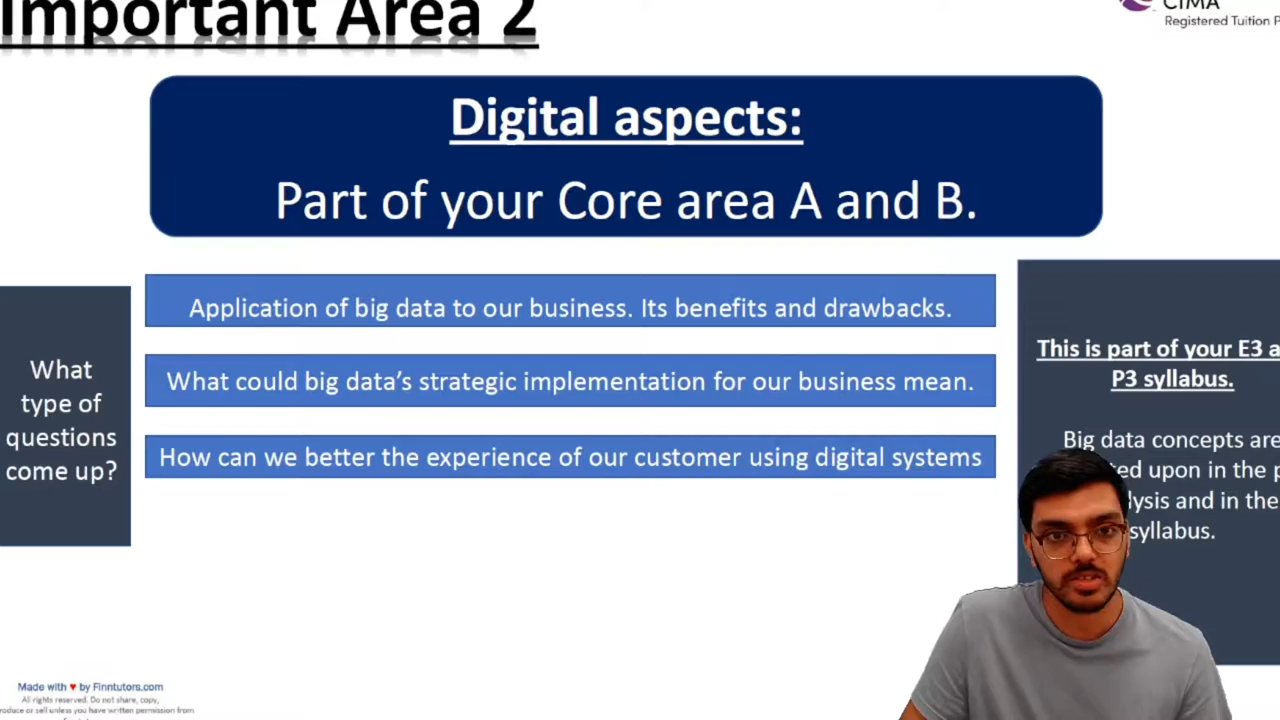 Important Area 2
CIMA
Registered Tuition P
Digital aspects:
Part of your Core area A and B.
What
type of
questions
come up?
Application of big data to our business. Its benefits and drawbacks.
What could big data's strategic implementation for our business mean.
How can we better the experience of our customer using digital systems
This is part of your E3 a
P3 syllabus.
Big data concepts are
ted upon in the p
lysis and in the
syllabus.
Made with ♥ by Finntutors.com
All rights reserved. Do not share, copy,
roduce or sell unless you have written permission from